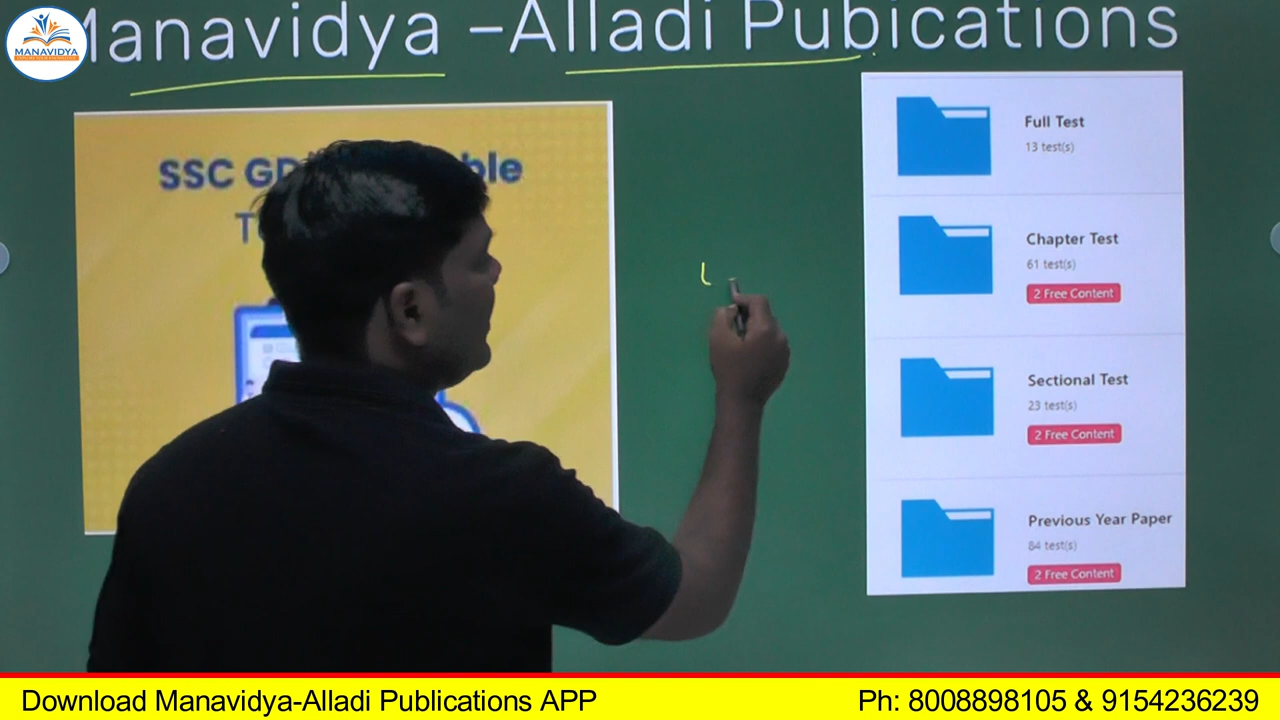 Manavidya –Alladi Pubications
MANAVIDYA
SSC GD
ble
Full Test
13 test(s)
Chapter Test
61 test(s)
2 Free Content
Sectional Test
23 test(s)
2 Free Content
Previous Year Paper
84 test(s)
2 Free Content
Download Manavidya-Alladi Publications APP
Ph: 8008898105 & 9154236239